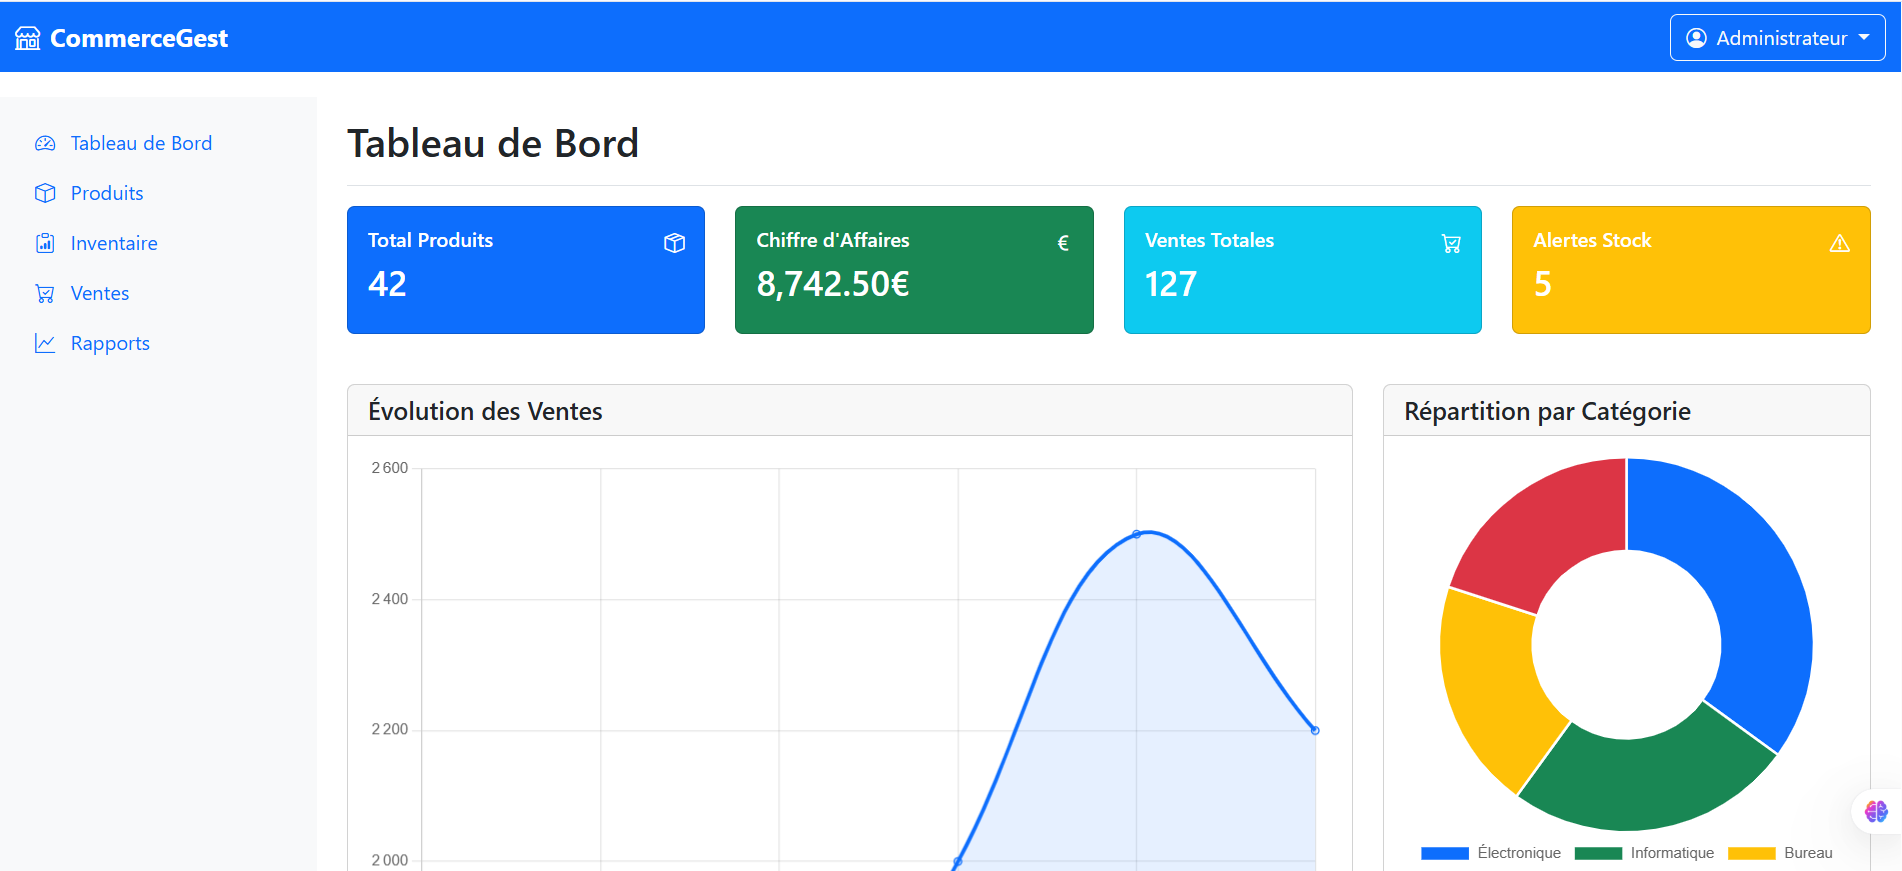 CommerceGest
Administrateur
Tableau de Bord
Produits
Inventaire
Ventes
Rapports
Tableau de Bord
Total Produits
42
Chiffre d'Affaires
€
8,742.50€
Ventes Totales
127
Alertes Stock
5
Évolution des Ventes
2 600
2 400
2 200
2 000
Répartition par Catégorie
Électronique
Informatique
Bureau